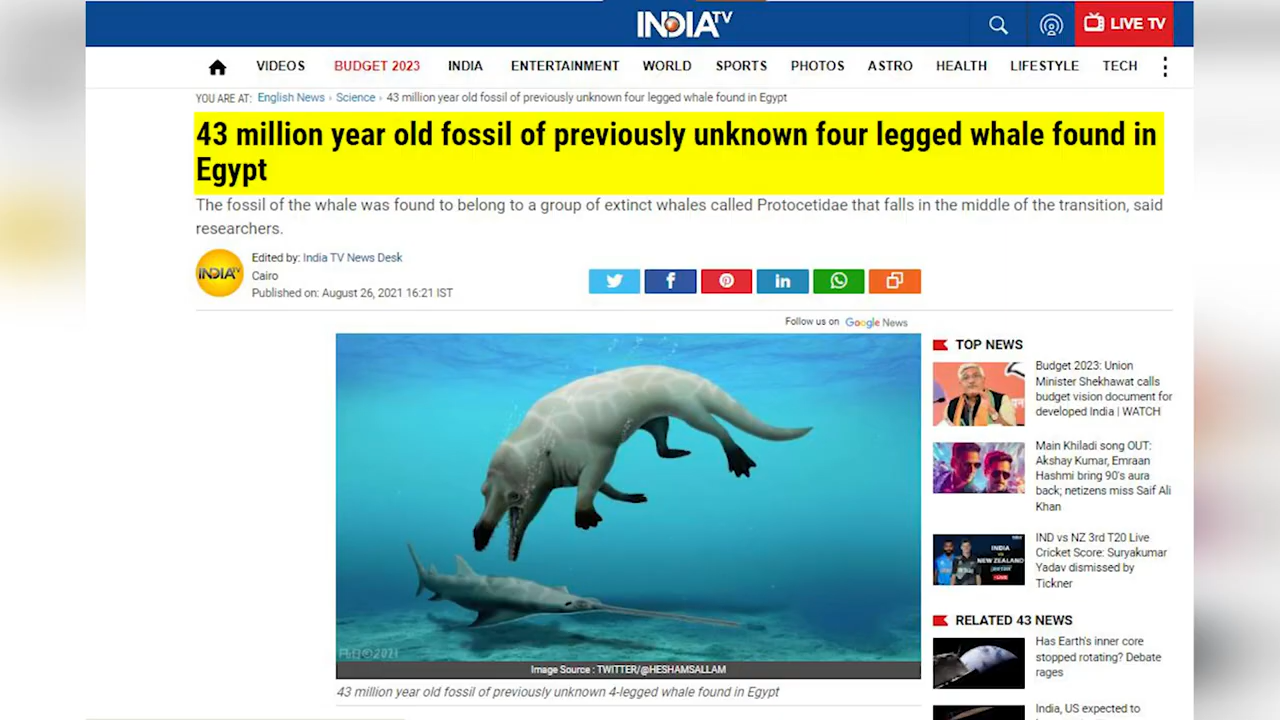 INDIA TV
LIVE TV
VIDEOS BUDGET 2023 INDIA ENTERTAINMENT WORLD SPORTS PHOTOS ASTRO HEALTH LIFESTYLE TECH
YOU ARE AT: English News › Science › 43 million year old fossil of previously unknown four legged whale found in Egypt
43 million year old fossil of previously unknown four legged whale found in
Egypt
The fossil of the whale was found to belong to a group of extinct whales called Protocetidae that falls in the middle of the transition, said
researchers.
INDIA TV
Edited by: India TV News Desk
Cairo
Published on: August 26, 2021 16:21 IST
Follow us on Google News
©2021
Image Source : TWITTER/@HESHAMSALLAM
43 million year old fossil of previously unknown 4-legged whale found in Egypt
TOP NEWS
Budget 2023: Union
Minister Shekhawat calls
budget vision document for
developed India | WATCH
Main Khiladi song OUT:
Akshay Kumar, Emraan
Hashmi bring 90's aura
back; netizens miss Saif Ali
Khan
INDIA
VS
NEW ZEALAND
LIVE
IND vs NZ 3rd T20 Live
Cricket Score: Suryakumar
Yadav dismissed by
Tickner
RELATED 43 NEWS
Has Earth's inner core
stopped rotating? Debate
rages
India, US expected to